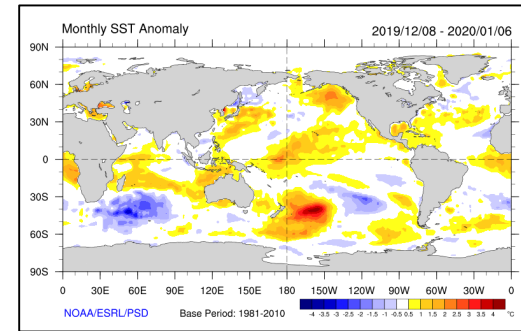 Monthly SST Anomaly 2019/12/08 - 2020/01/06
90N
60N
30N
0
30S
60S
90S
0 30E 60E 90E 120E 150E 180 150W 120W 90W 60W 30W 0
NOAA/ESRL/PSD Base Period: 1981-2010
-4 -3.5 -3 -2.5 -2 -1.5 -1 -0.5 0.5 1 1.5 2 2.5 3 3.5 4 °C